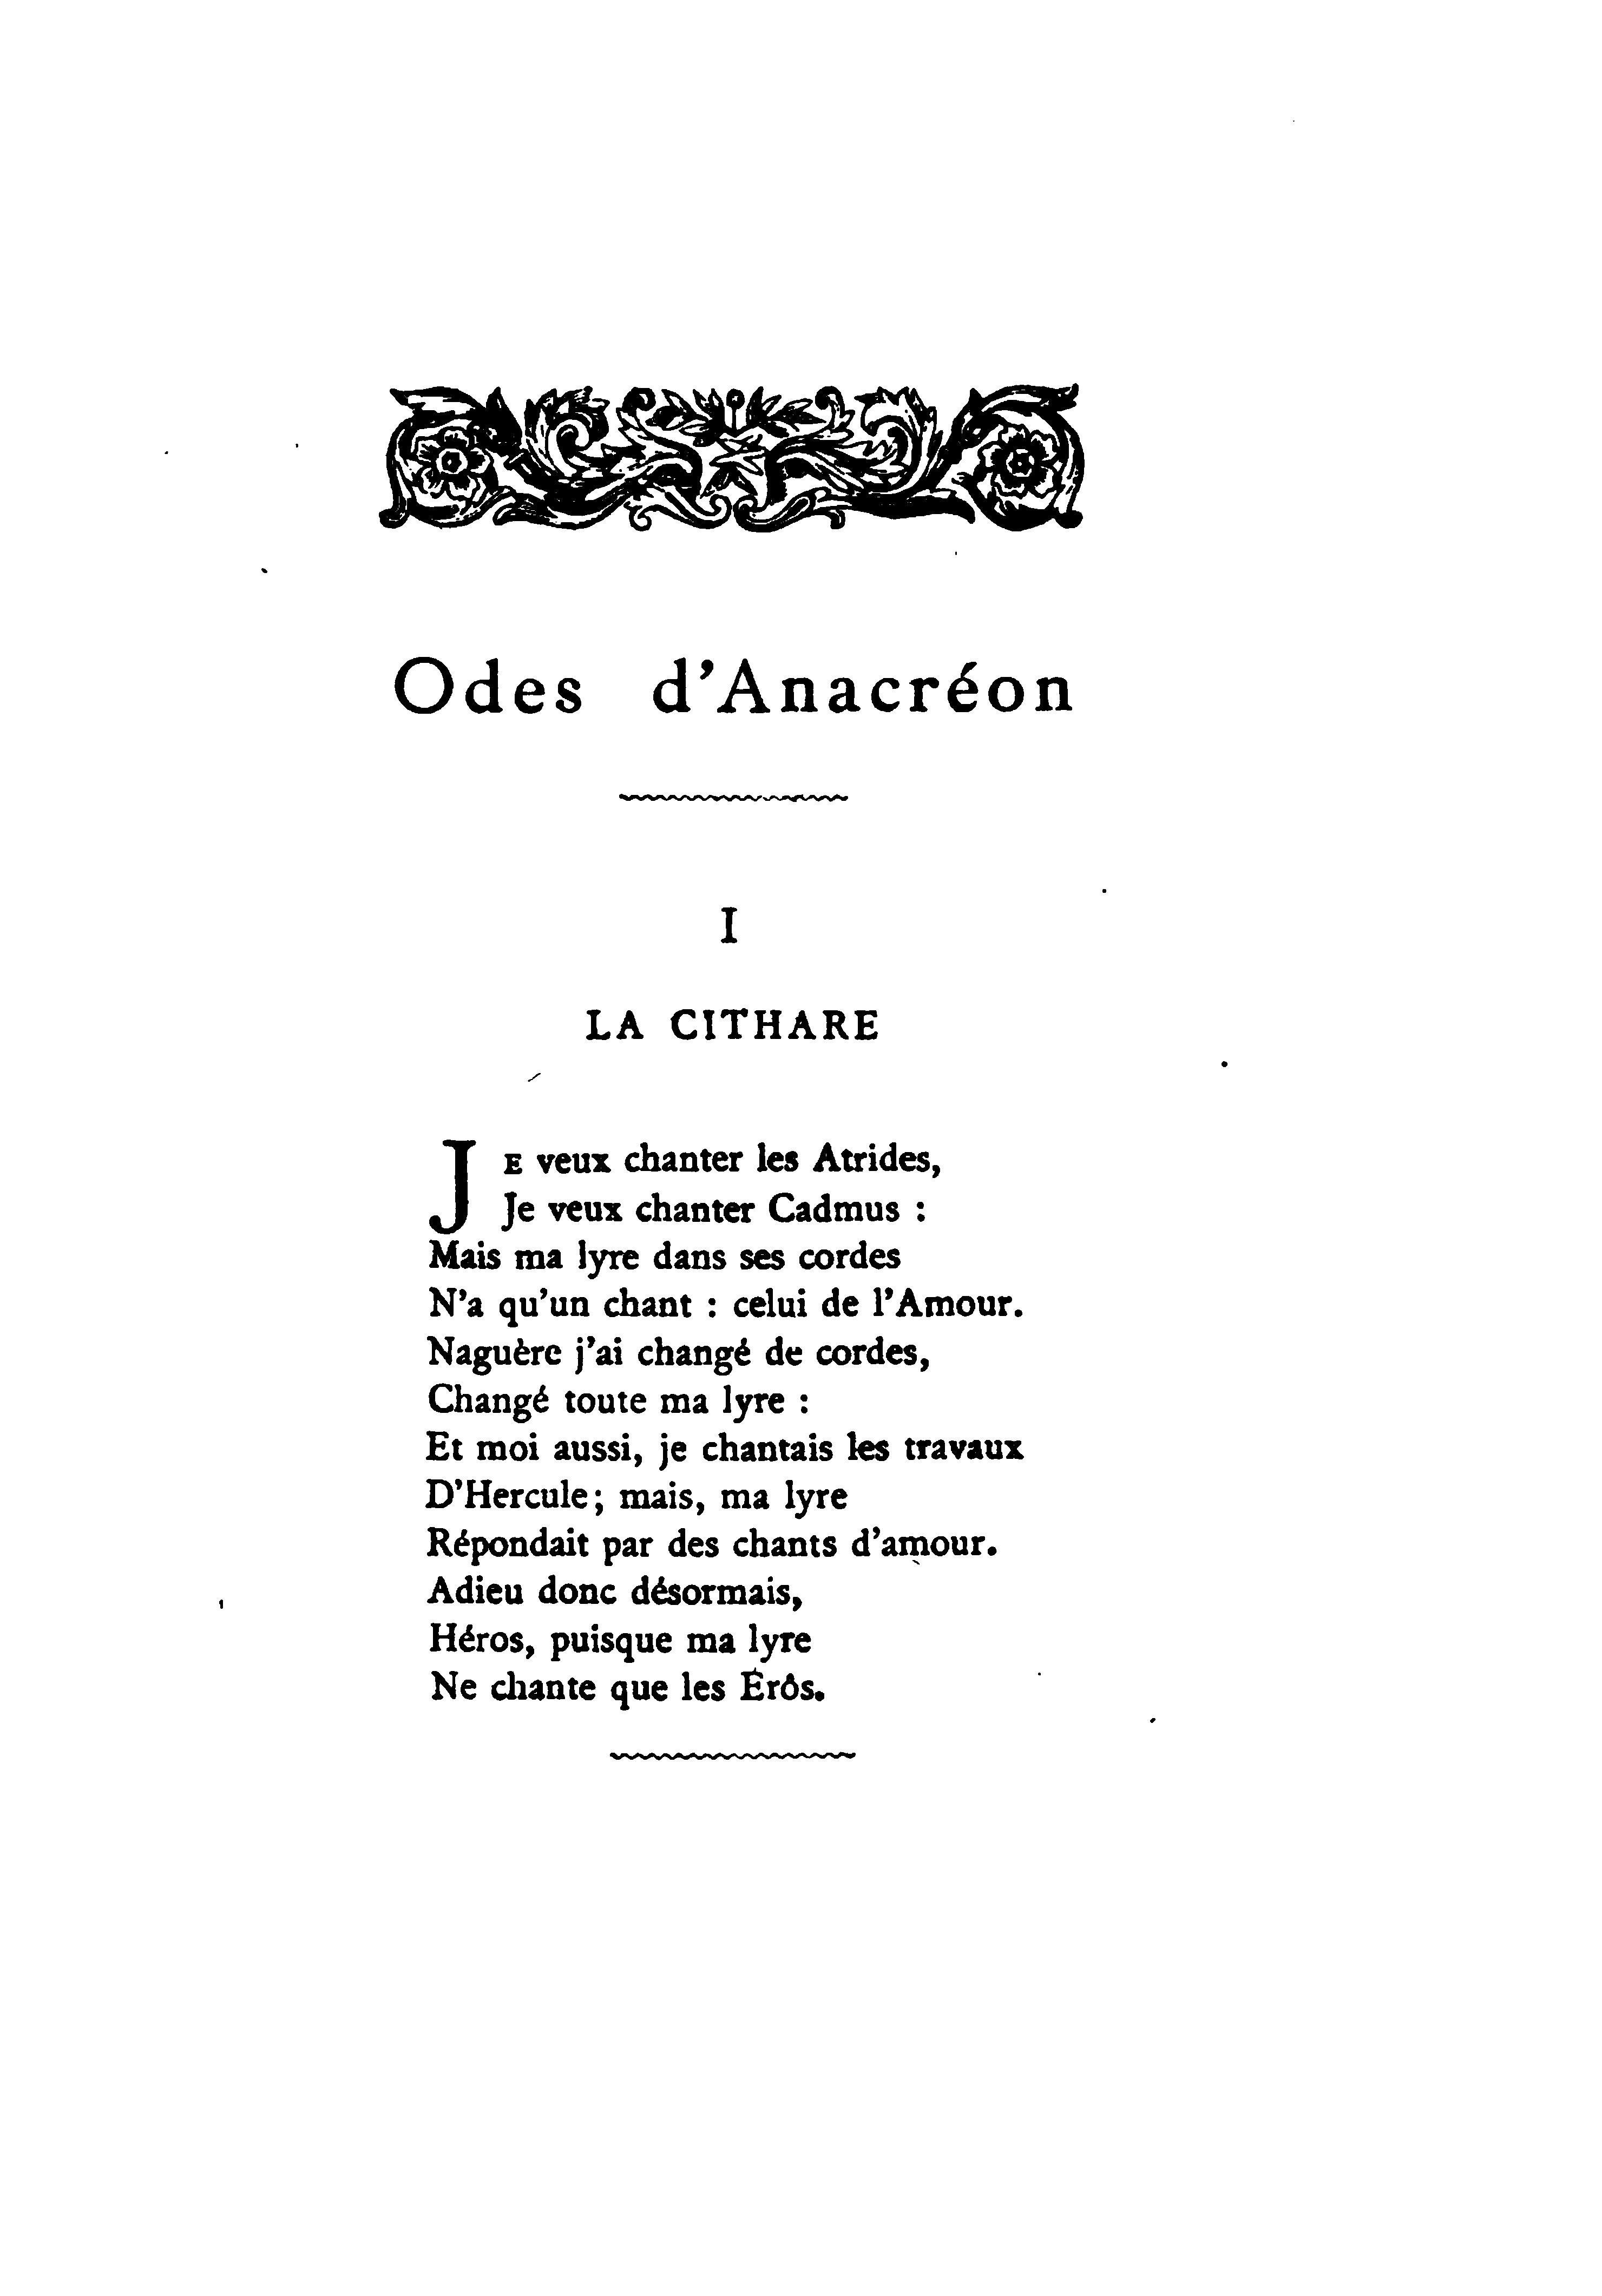 Odes d'Anacréon
I
LA CITHARE
JE veux chanter les Atrides,
Je veux chanter Cadmus :
Mais ma lyre dans ses cordes
N'a qu'un chant : celui de l'Amour.
Naguère j'ai changé de cordes,
Changé toute ma lyre :
Et moi aussi, je chantais les travaux
D'Hercule; mais, ma lyre
Répondait par des chants d'amour.
Adieu donc désormais,
Héros, puisque ma lyre
Ne chante que les Érôs.